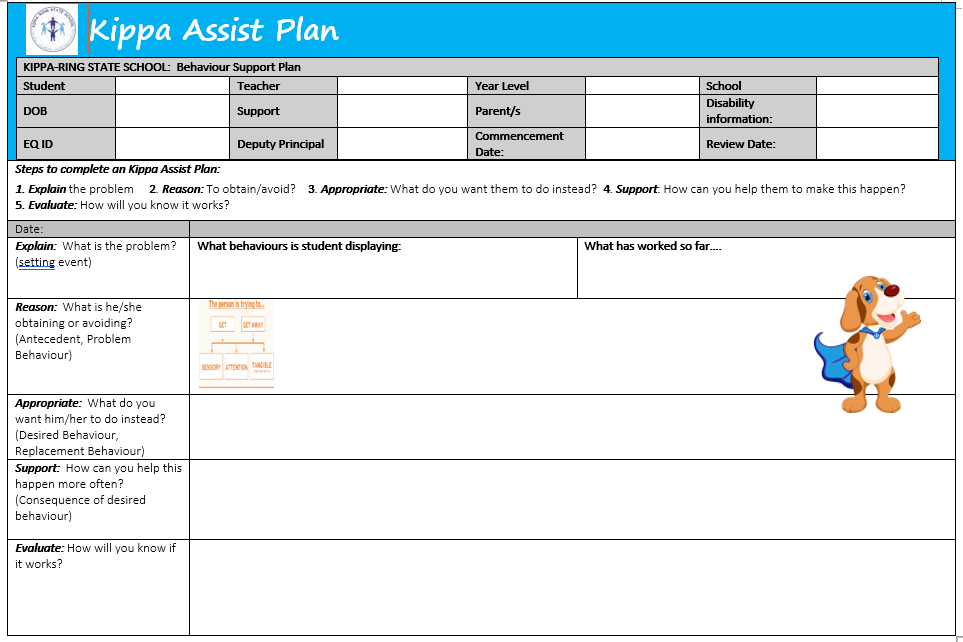 Kippa Assist Plan
KIPPA-RING STATE SCHOOL: Behaviour Support Plan
Student Teacher Year Level School
DOB Support Parent/s Disability information:
EQ ID Deputy Principal Commencement Date: Review Date:
Steps to complete an Kippa Assist Plan:
1. Explain the problem 2. Reason: To obtain/avoid? 3. Appropriate: What do you want them to do instead? 4. Support: How can you help them to make this happen?
5. Evaluate: How will you know it works?
Date:
Explain: What is the problem?
(setting event)
What behaviours is student displaying:
What has worked so far....
Reason: What is he/she
obtaining or avoiding?
(Antecedent, Problem
Behaviour)
The person is trying to...
GET GET AWAY
SENSORY ATTENTION TANGIBLE
Appropriate: What do you
want him/her to do instead?
(Desired Behaviour,
Replacement Behaviour)
Support: How can you help this
happen more often?
(Consequence of desired
behaviour)
Evaluate: How will you know if
it works?